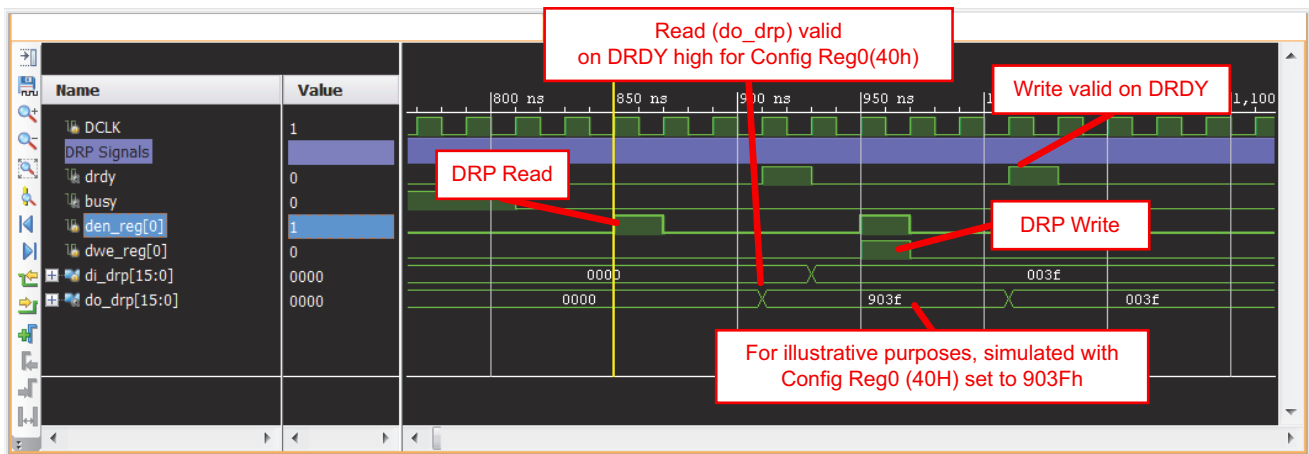 Read (do_drp) valid
on DRDY high for Config Reg0(40h)
Write valid on DRDY
Name Value
800 ns 850 ns 900 ns 950 ns 1,100
DCLK 1
DRP Signals
drdy 0
DRP Read
busy 0
den_reg[0] 1
DRP Write
dwe_reg[0] 0
di_drp[15:0] 0000 0000 003f
do_drp[15:0] 0000 0000 903f 003f
For illustrative purposes, simulated with
Config Reg0 (40H) set to 903Fh